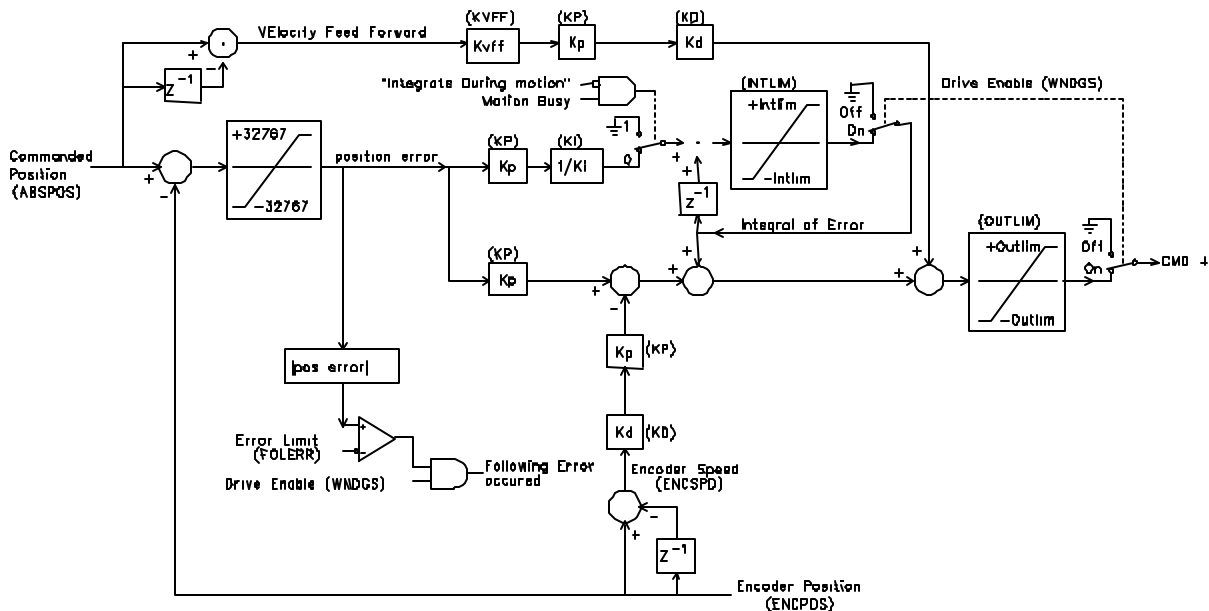 (KVFF)
(KP)
(KD)
VElocity Feed Forward
Kvff
Kp
Kd
+
-
z⁻¹
"Integrate During motion"
Motion Busy
(INTLIM)
+Intlim
-Intlim
Off
On
Drive Enable (WNDGS)
+32767
-32767
Commanded
Position
(ABSPOS)
+
-
position error
(KP)
Kp
(KI)
1/Ki
1
0
+
+
z⁻¹
Integral of Error
(KP)
Kp
+
-
+
+
+
+
(OUTLIM)
+Outlim
-Outlim
Off
On
CMD +
Kp
(KP)
|pos error|
Kd
(KD)
+
-
Error Limit
(FOLERR)
Drive Enable (WNDGS)
Following Error
occured
Encoder Speed
(ENCSPD)
-
+
z⁻¹
Encoder Position
(ENCPOS)